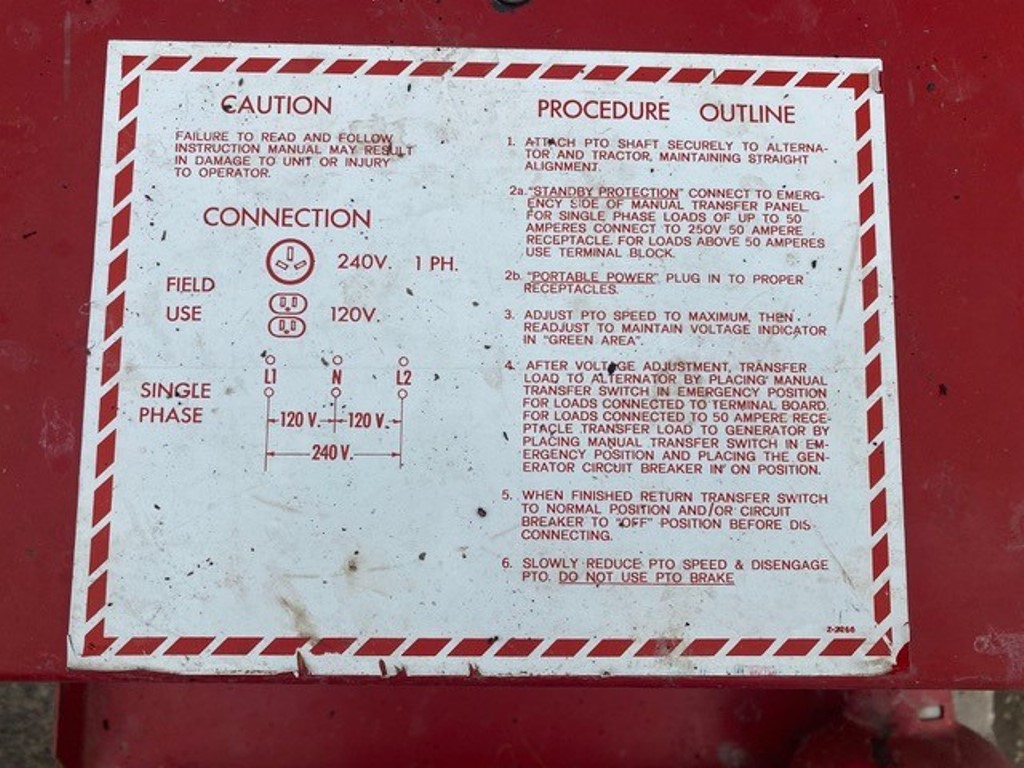 CAUTION
FAILURE TO READ AND FOLLOW
INSTRUCTION MANUAL MAY RESULT
IN DAMAGE TO UNIT OR INJURY
TO OPERATOR.
CONNECTION
240V. 1 PH.
FIELD
USE
120V.
L1 N L2
SINGLE
PHASE
120 V. 120 V.
240 V.
PROCEDURE OUTLINE
1. ATTACH PTO SHAFT SECURELY TO ALTERNA-
TOR AND TRACTOR, MAINTAINING STRAIGHT
ALIGNMENT.
2a. "STANDBY PROTECTION" CONNECT TO EMERG-
ENCY SIDE OF MANUAL TRANSFER PANEL.
FOR SINGLE PHASE LOADS OF UP TO 50
AMPERES CONNECT TO 250V 50 AMPERE
RECEPTACLE. FOR LOADS ABOVE 50 AMPERES
USE TERMINAL BLOCK.
2b. "PORTABLE POWER" PLUG IN TO PROPER
RECEPTACLES.
3. ADJUST PTO SPEED TO MAXIMUM, THEN
READJUST TO MAINTAIN VOLTAGE INDICATOR
IN "GREEN AREA".
4. AFTER VOLTAGE ADJUSTMENT, TRANSFER
LOAD TO ALTERNATOR BY PLACING MANUAL
TRANSFER SWITCH IN EMERGENCY POSITION
FOR LOADS CONNECTED TO TERMINAL BOARD.
FOR LOADS CONNECTED TO 50 AMPERE RECE-
PTACLE TRANSFER LOAD TO GENERATOR BY
PLACING MANUAL TRANSFER SWITCH IN EM-
ERGENCY POSITION AND PLACING THE GEN-
ERATOR CIRCUIT BREAKER IN ON POSITION.
5. WHEN FINISHED RETURN TRANSFER SWITCH
TO NORMAL POSITION AND/OR CIRCUIT
BREAKER TO "OFF" POSITION BEFORE DIS-
CONNECTING.
6. SLOWLY REDUCE PTO SPEED & DISENGAGE
PTO. DO NOT USE PTO BRAKE